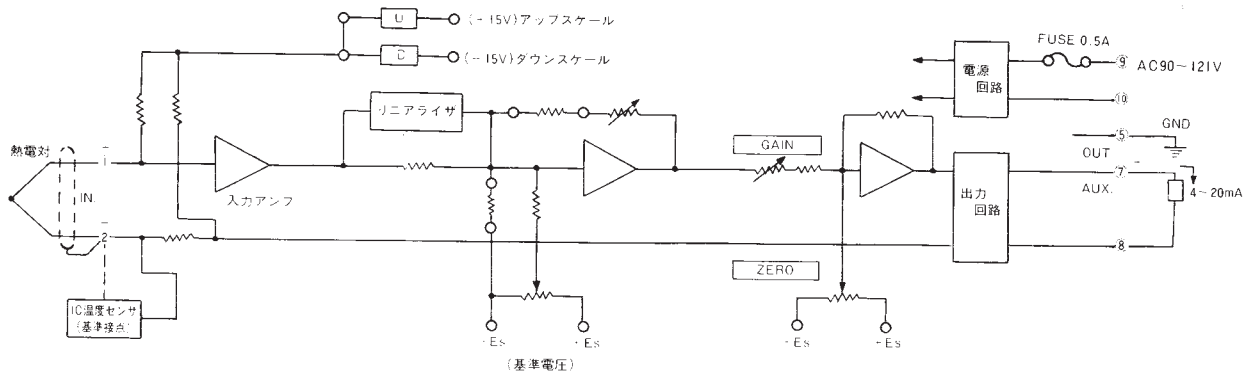 U
(-15V)アップスケール
D
(-15V)ダウンスケール
FUSE 0.5A
電源
回路
⑨
AC90~121V
⑩
リニアライザ
⑤
GND
熱電対
1
GAIN
OUT
⑦
AUX.
4~20mA
IN.
入力アンプ
出力
回路
2
⑧
ZERO
IC温度センサ
(基準接点)
-Es
-Es
-Es
-Es
(基準電圧)